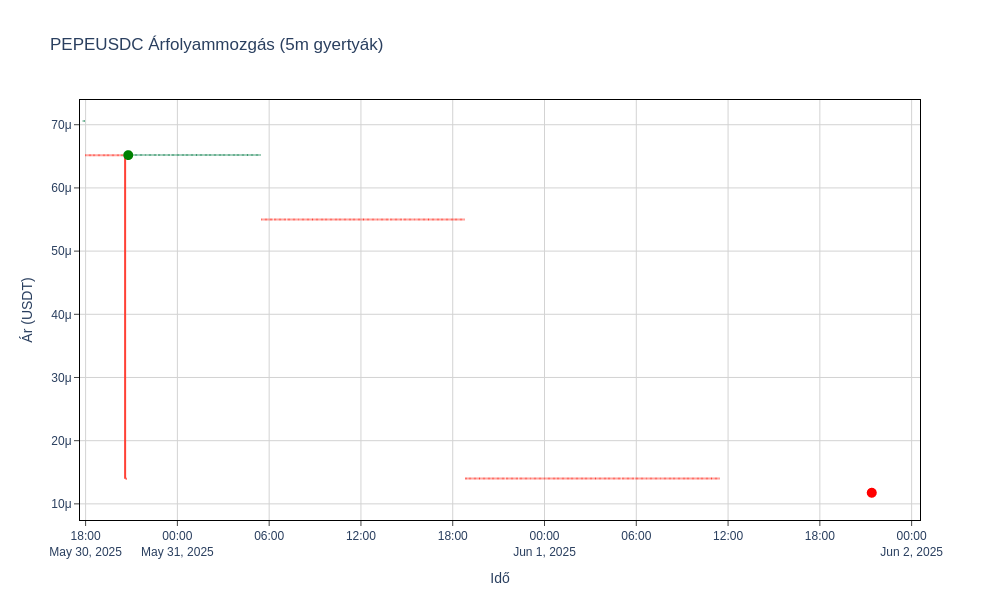 PEPEUSDC Árfolyammozgás (5m gyertyák)
70μ
60μ
50μ
40μ
30μ
20μ
10μ
Ár (USDT)
18:00 00:00 06:00 12:00 18:00 00:00 06:00 12:00 18:00 00:00
May 30, 2025 May 31, 2025 Jun 1, 2025 Jun 2, 2025
Idő